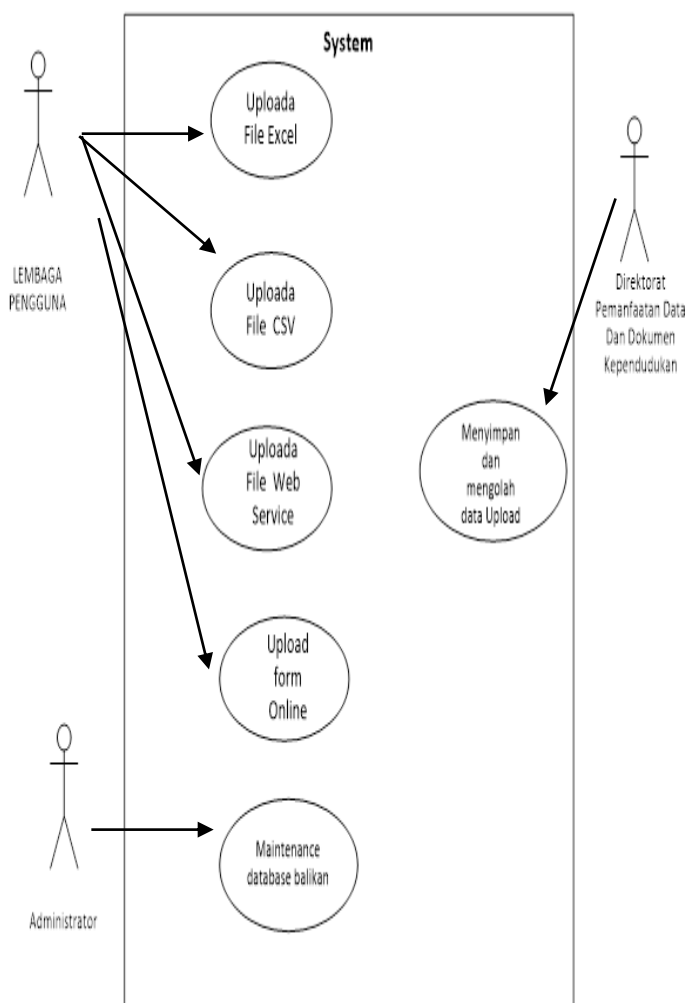 System
Uploada
File Excel
LEMBAGA
PENGGUNA
Uploada
File CSV
Direktorat
Pemanfaatan Data
Dan Dokumen
Kependudukan
Uploada
File Web
Service
Menyimpan
dan
mengolah
data Upload
Upload
form
Online
Maintenance
database balikan
Administrator